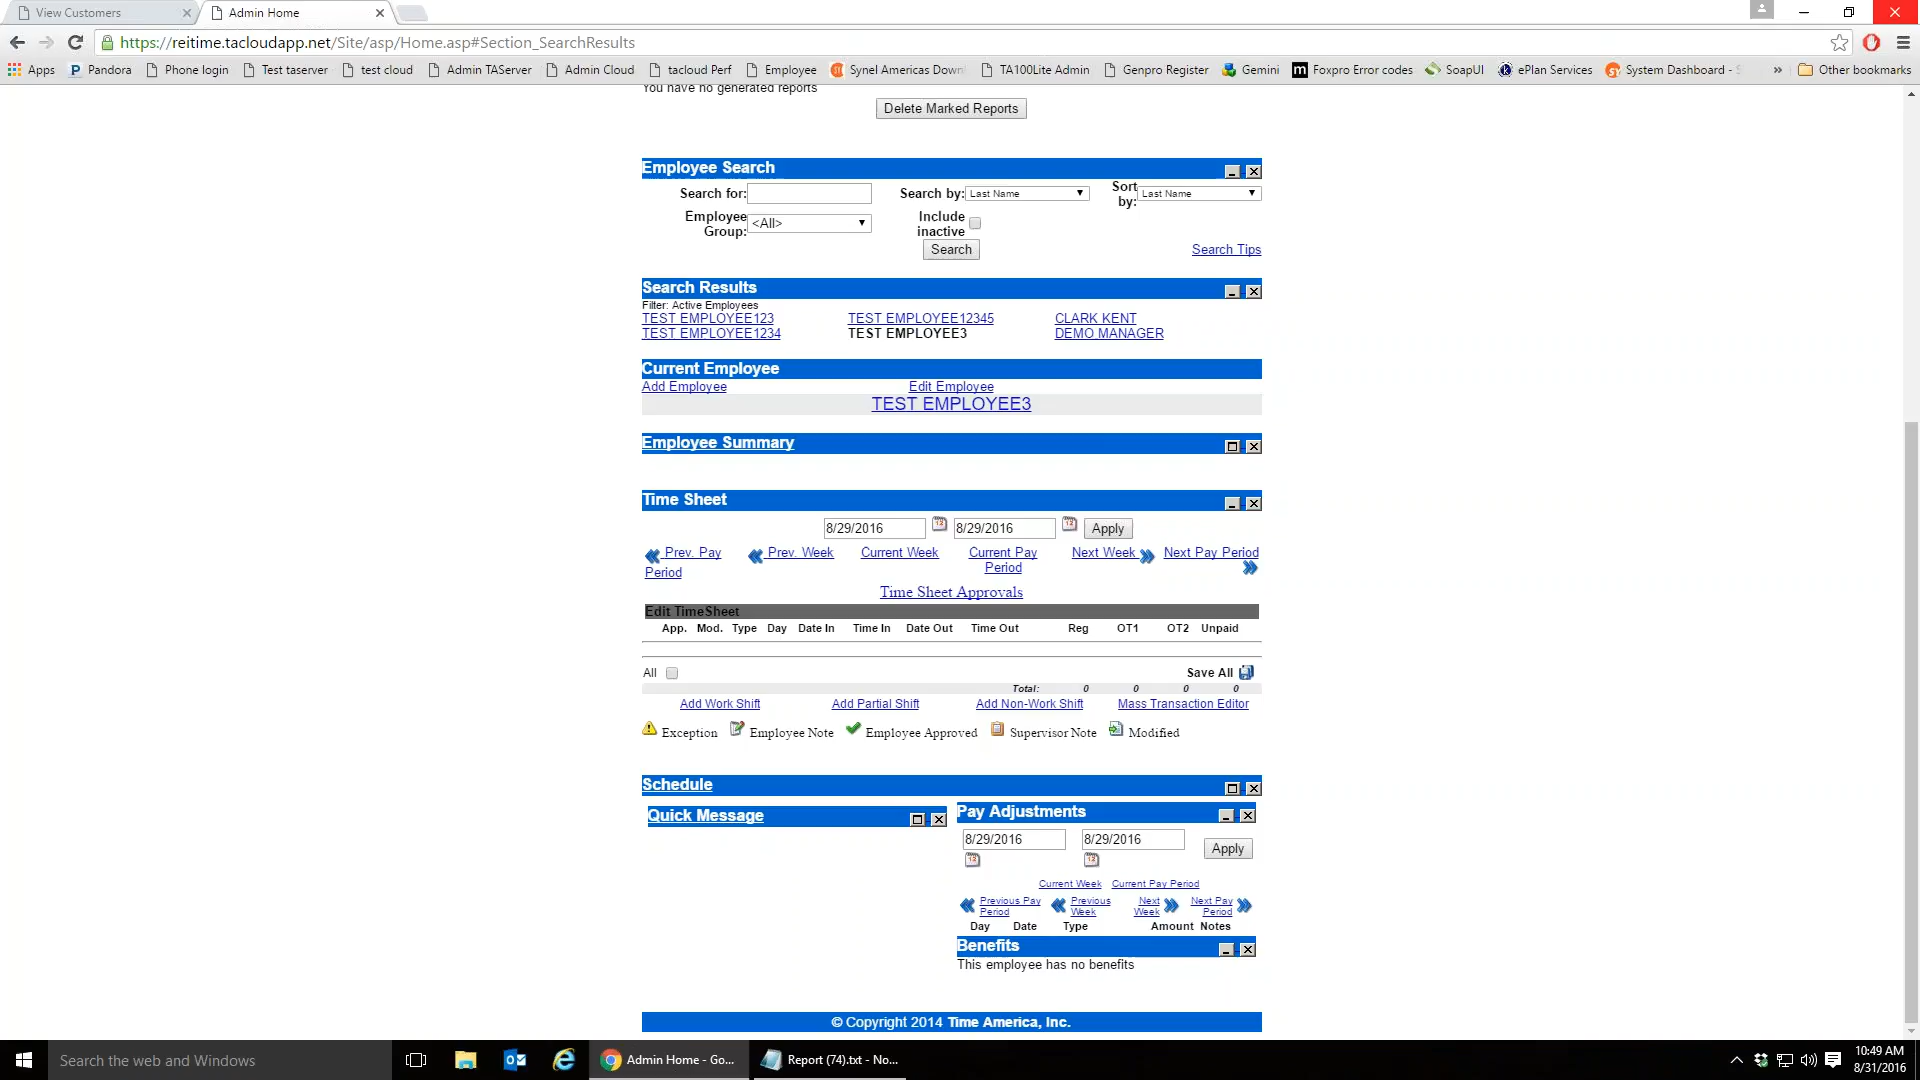 View Customers
Admin Home
https://reitime.tacloudapp.net/Site/asp/Home.asp#Section_SearchResults
Apps Pandora Phone login Test taserver test cloud Admin TAServer Admin Cloud tacloud Perf Employee Synel Americas Down TA100Lite Admin Genpro Register Gemini Foxpro Error codes SoapUI ePlan Services System Dashboard - S » Other bookmarks
You have no generated reports
Delete Marked Reports
Employee Search
Search for: Search by: Last Name Sort by: Last Name
Employee Group: <All> Include inactive
Search Search Tips
Search Results
Filter: Active Employees
TEST EMPLOYEE123 TEST EMPLOYEE12345 CLARK KENT
TEST EMPLOYEE1234 TEST EMPLOYEE3 DEMO MANAGER
Current Employee
Add Employee Edit Employee
TEST EMPLOYEE3
Employee Summary
Time Sheet
8/29/2016 8/29/2016 Apply
Prev. Pay Period Prev. Week Current Week Current Pay Period Next Week Next Pay Period
Time Sheet Approvals
Edit TimeSheet
App. Mod. Type Day Date In Time In Date Out Time Out Reg OT1 OT2 Unpaid
All Save All
Total: 0 0 0 0
Add Work Shift Add Partial Shift Add Non-Work Shift Mass Transaction Editor
Exception Employee Note Employee Approved Supervisor Note Modified
Schedule
Quick Message
Pay Adjustments
8/29/2016 8/29/2016 Apply
Current Week Current Pay Period
Previous Pay Period Previous Week Next Week Next Pay Period
Day Date Type Amount Notes
Benefits
This employee has no benefits
© Copyright 2014 Time America, Inc.
Search the web and Windows
Admin Home - Go...
Report (74).txt - No...
10:49 AM
8/31/2016